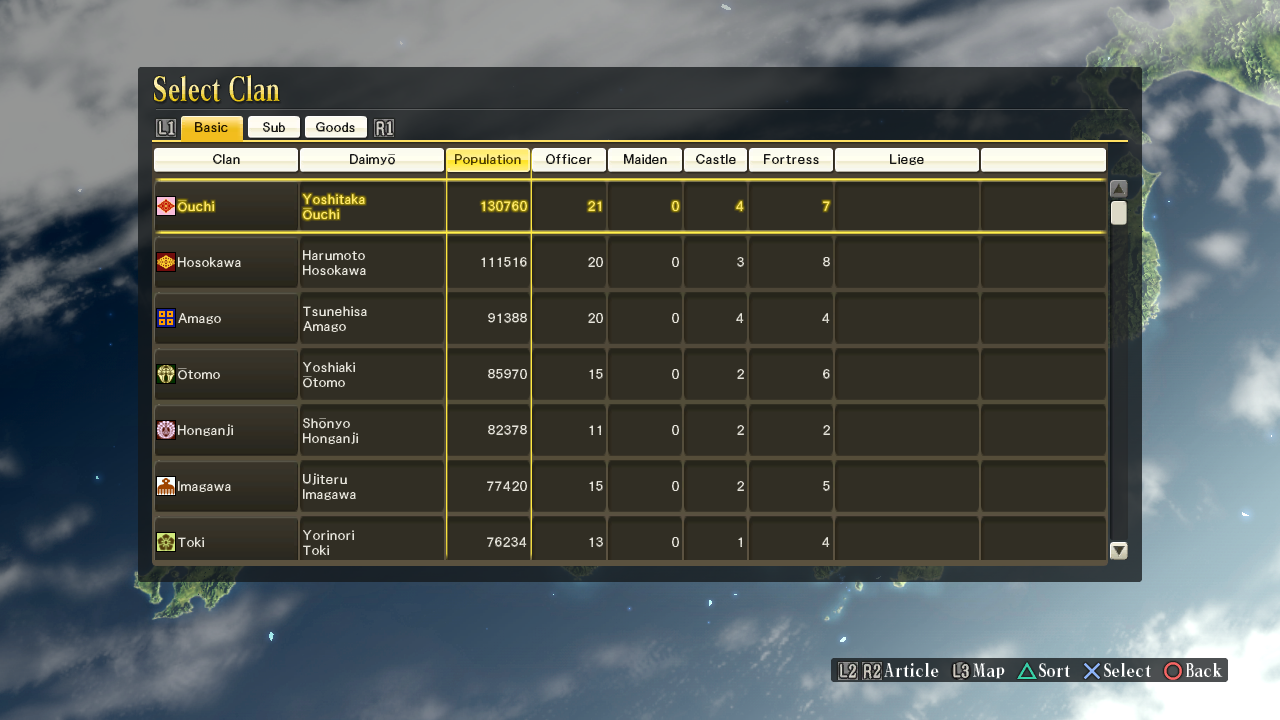 Select Clan
L1 Basic Sub Goods R1
Clan Daimyō Population Officer Maiden Castle Fortress Liege
Ōuchi Yoshitaka Ōuchi 130760 21 0 4 7
Hosokawa Harumoto Hosokawa 111516 20 0 3 8
Amago Tsunehisa Amago 91388 20 0 4 4
Ōtomo Yoshiaki Ōtomo 85970 15 0 2 6
Honganji Shōnyo Honganji 82378 11 0 2 2
Imagawa Ujiteru Imagawa 77420 15 0 2 5
Toki Yorinori Toki 76234 13 0 1 4
L2 R2 Article L3 Map Sort Select Back